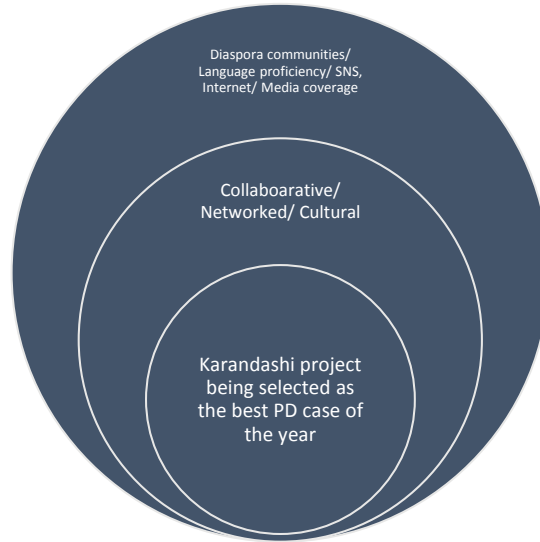 Diaspora communities/
Language proficiency/ SNS,
Internet/ Media coverage
Collaboarative/
Networked/ Cultural
Karandashi project
being selected as
the best PD case of
the year